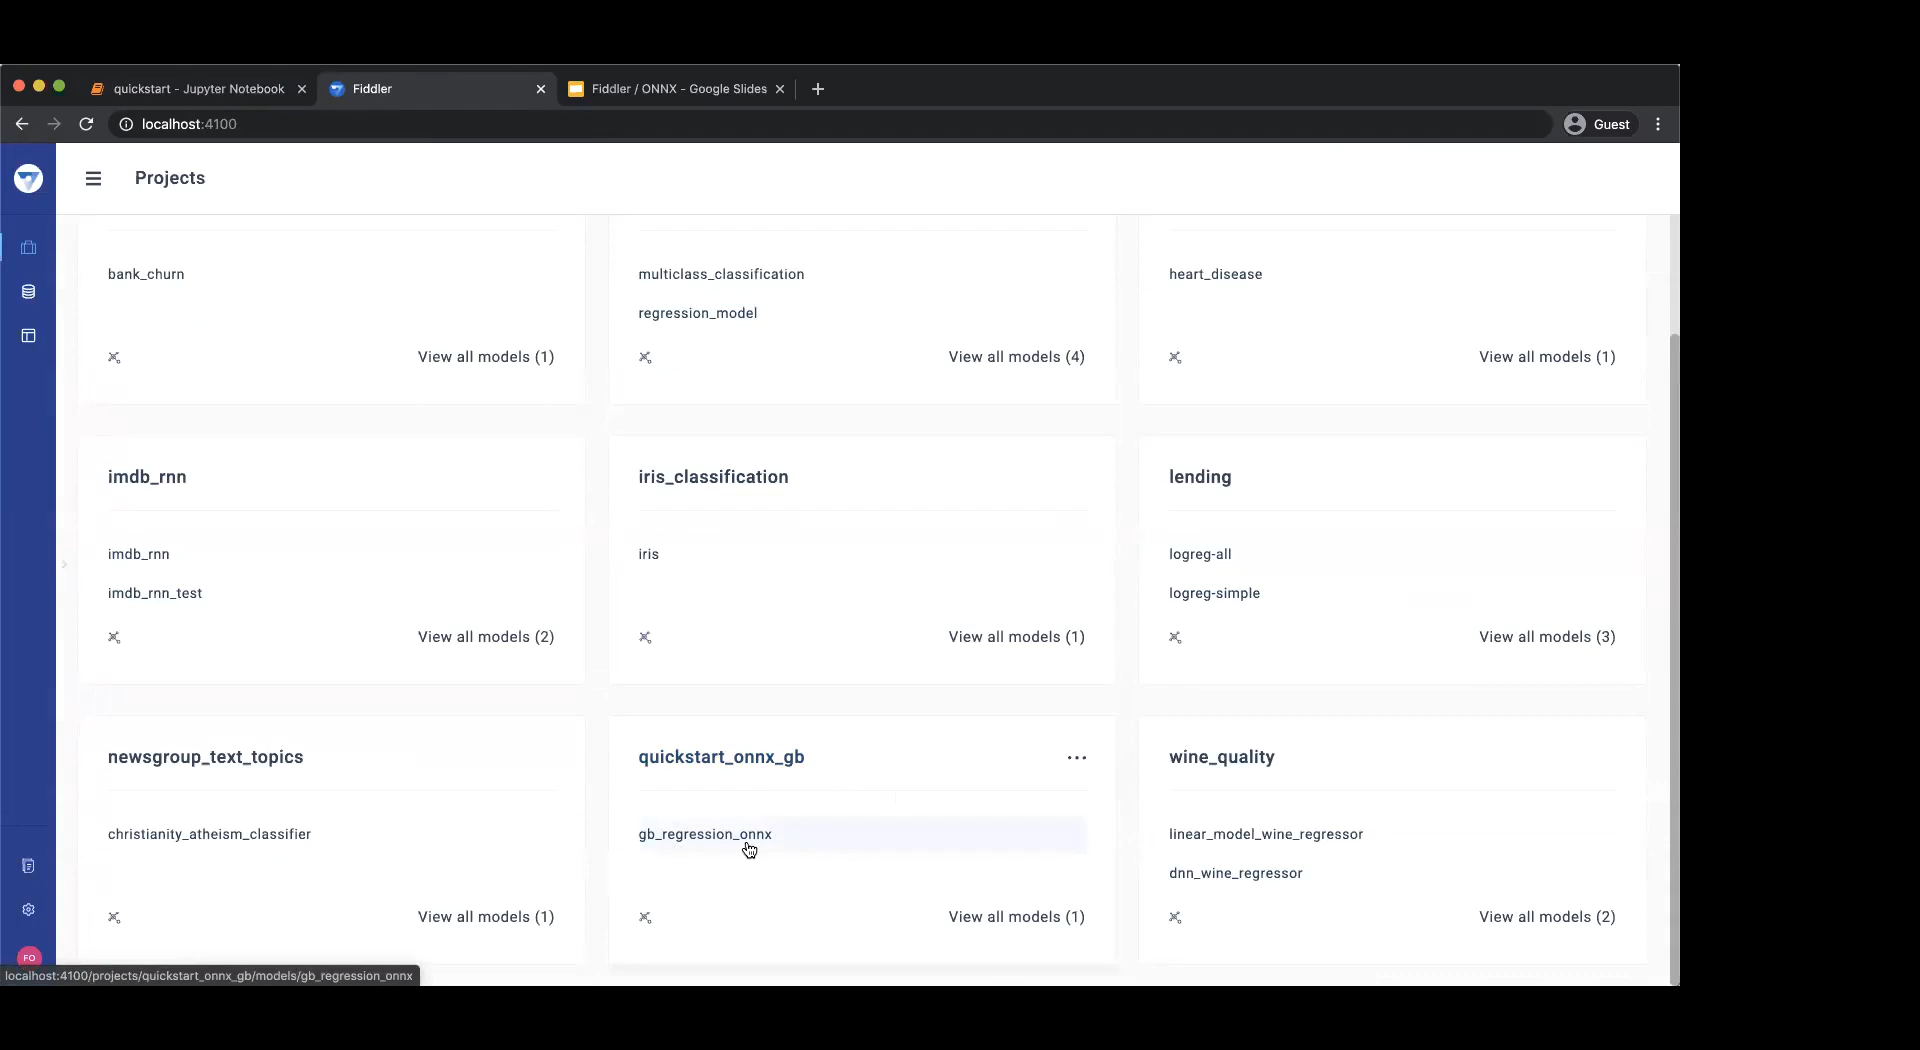 quickstart - Jupyter Notebook
Fiddler
Fiddler / ONNX - Google Slides
localhost:4100
Guest
Projects
bank_churn
View all models (1)
multiclass_classification
regression_model
View all models (4)
heart_disease
View all models (1)
imdb_rnn
imdb_rnn
imdb_rnn_test
View all models (2)
iris_classification
iris
View all models (1)
lending
logreg-all
logreg-simple
View all models (3)
newsgroup_text_topics
christianity_atheism_classifier
View all models (1)
quickstart_onnx_gb
gb_regression_onnx
View all models (1)
wine_quality
linear_model_wine_regressor
dnn_wine_regressor
View all models (2)
FO
localhost:4100/projects/quickstart_onnx_gb/models/gb_regression_onnx